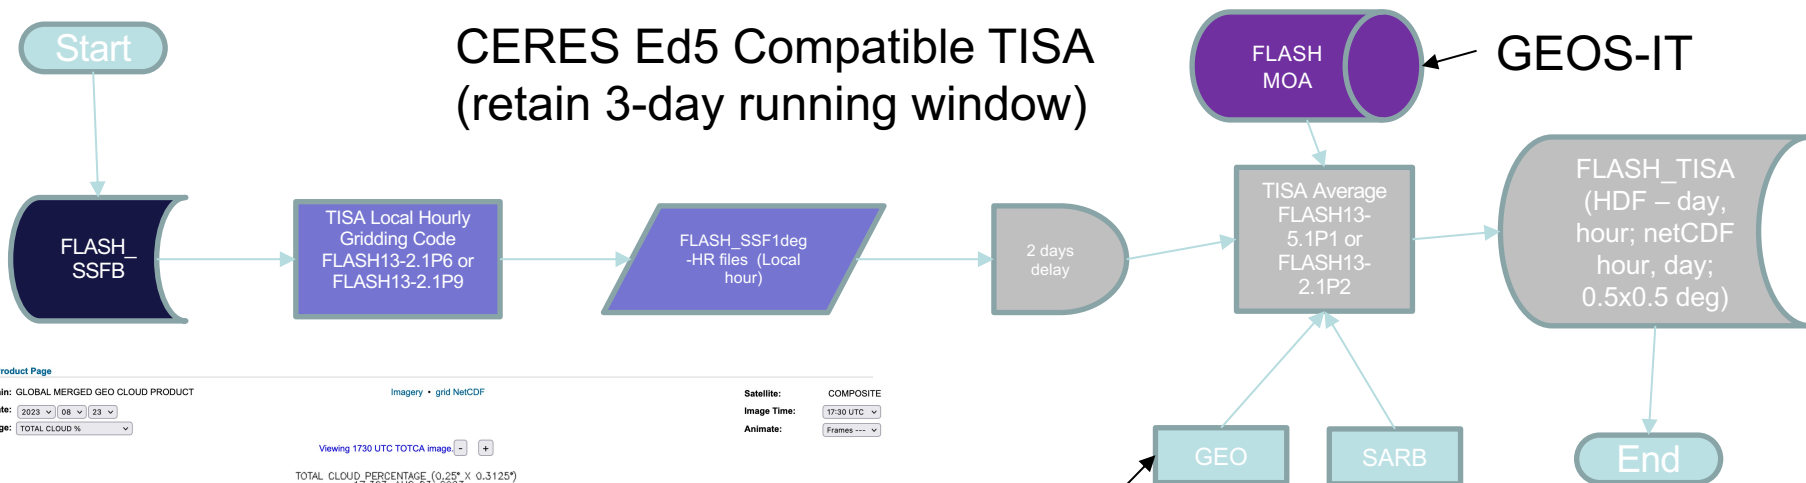 Start
CERES Ed5 Compatible TISA
(retain 3-day running window)
FLASH
MOA
GEOS-IT
FLASH_
SSFB
TISA Local Hourly
Gridding Code
FLASH13-2.1P6 or
FLASH13-2.1P9
FLASH_SSF1deg
-HR files (Local
hour)
2 days
delay
TISA Average
FLASH13-
5.1P1 or
FLASH13-
2.1P2
FLASH_TISA
(HDF – day,
hour; netCDF
hour, day;
0.5x0.5 deg)
GEO
SARB
End
roduct Page
in: GLOBAL MERGED GEO CLOUD PRODUCT
Imagery • grid NetCDF
Satellite: COMPOSITE
te: 2023 08 23
Image Time: 17:30 UTC
ge: TOTAL CLOUD %
Animate: Frames ---
Viewing 1730 UTC TOTCA image. - +
TOTAL CLOUD PERCENTAGE (0.25° X 0.3125°)